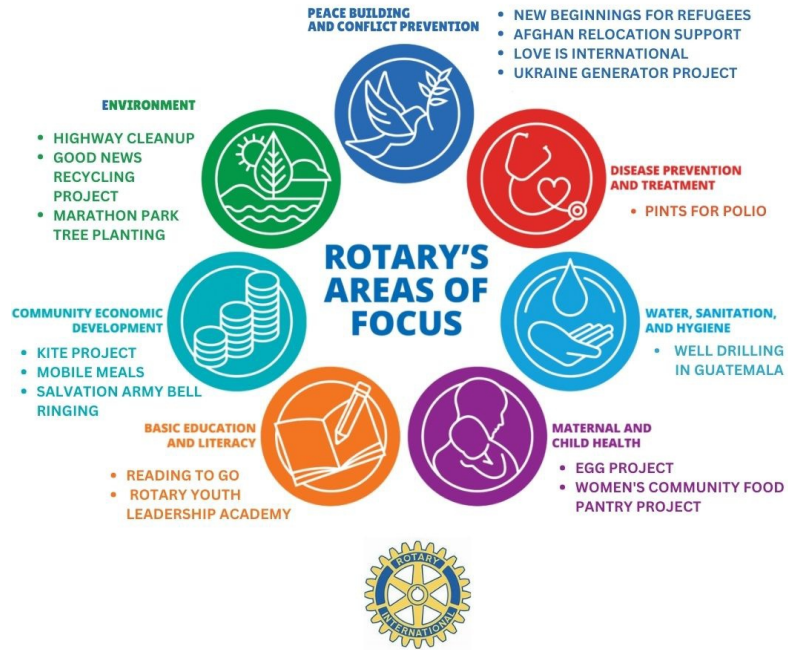 PEACE BUILDING
AND CONFLICT PREVENTION
• NEW BEGINNINGS FOR REFUGEES
• AFGHAN RELOCATION SUPPORT
• LOVE IS INTERNATIONAL
• UKRAINE GENERATOR PROJECT
ENVIRONMENT
• HIGHWAY CLEANUP
• GOOD NEWS
RECYCLING
PROJECT
• MARATHON PARK
TREE PLANTING
DISEASE PREVENTION
AND TREATMENT
• PINTS FOR POLIO
ROTARY'S
AREAS OF
FOCUS
COMMUNITY ECONOMIC
DEVELOPMENT
• KITE PROJECT
• MOBILE MEALS
• SALVATION ARMY BELL
RINGING
WATER, SANITATION,
AND HYGIENE
• WELL DRILLING
IN GUATEMALA
BASIC EDUCATION
AND LITERACY
• READING TO GO
• ROTARY YOUTH
LEADERSHIP ACADEMY
MATERNAL AND
CHILD HEALTH
• EGG PROJECT
• WOMEN'S COMMUNITY FOOD
PANTRY PROJECT
ROTARY
INTERNATIONAL